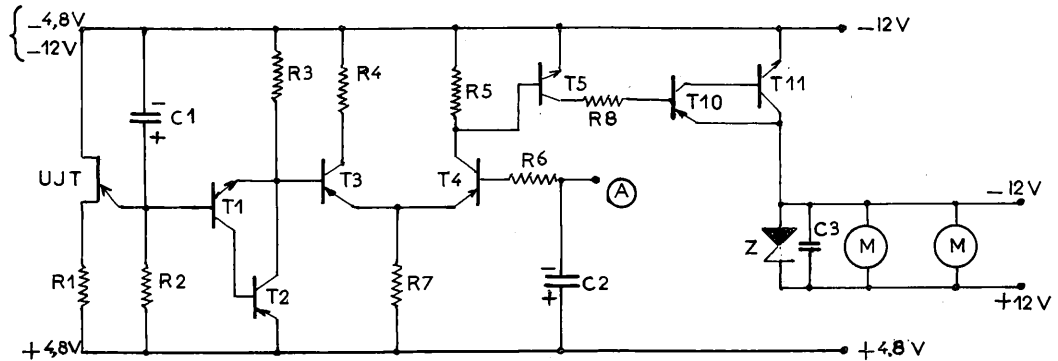 –4,8V
–12V
–12V
R3
R4
R5
T5
T11
T10
R8
C1
–
+
UJT
T1
T3
T4
R6
A
–12V
Z
C3
M
M
R1
R2
T2
R7
–
+
C2
+12V
+4,8V
+4,8V